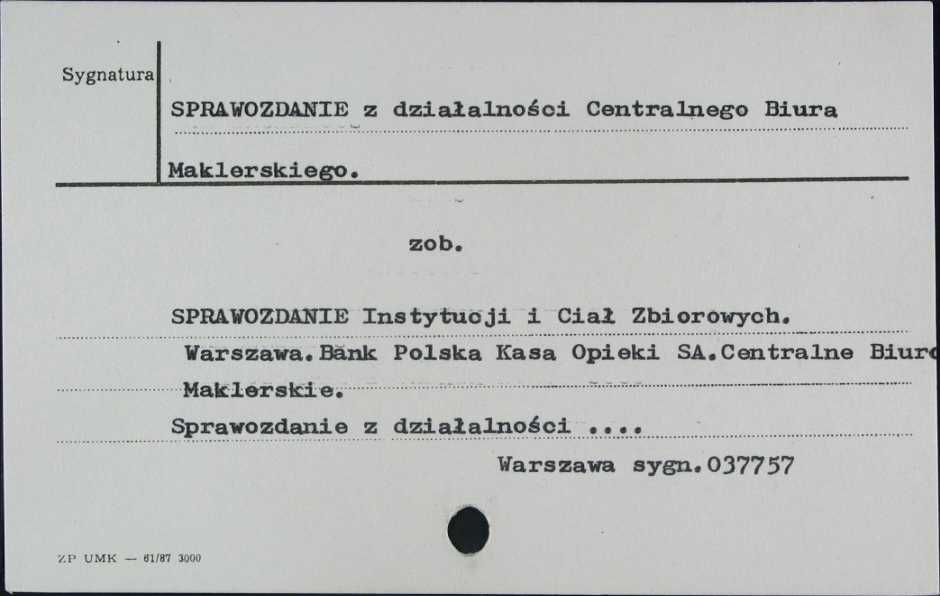 Sygnatura
SPRAWOZDANIE z działalności Centralnego Biura
Maklerskiego.
zob.
SPRAWOZDANIE Instytucji i Ciał Zbiorowych.
Warszawa.Bank Polska Kasa Opieki SA.Centralne Biuro
Maklerskie.
Sprawozdanie z działalności ....
Warszawa sygn.037757
ZP UMK — 61/87 3000